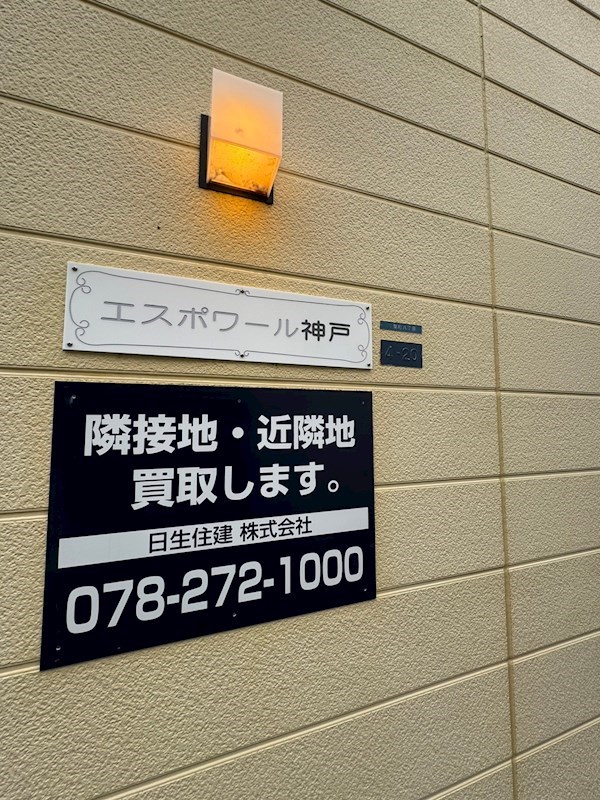 エスポワール神戸
4-20
隣接地・近隣地
買取します。
日生住建 株式会社
078-272-1000